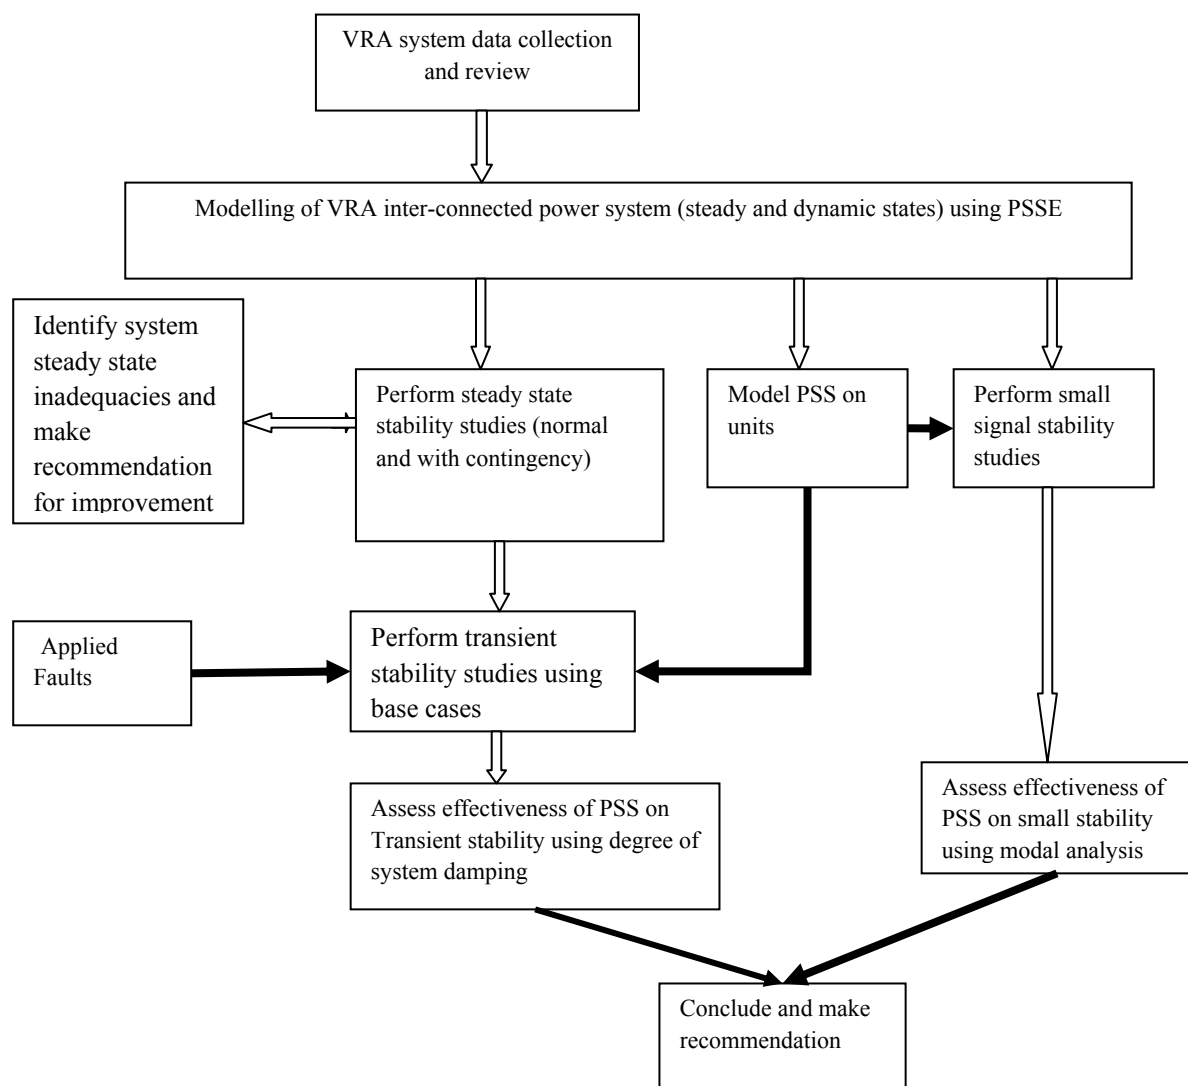 VRA system data collection
and review
Modelling of VRA inter-connected power system (steady and dynamic states) using PSSE
Identify system
steady state
inadequacies and
make
recommendation
for improvement
Perform steady state
stability studies (normal
and with contingency)
Model PSS on
units
Perform small
signal stability
studies
Applied
Faults
Perform transient
stability studies using
base cases
Assess effectiveness of PSS on
Transient stability using degree of
system damping
Assess effectiveness of
PSS on small stability
using modal analysis
Conclude and make
recommendation